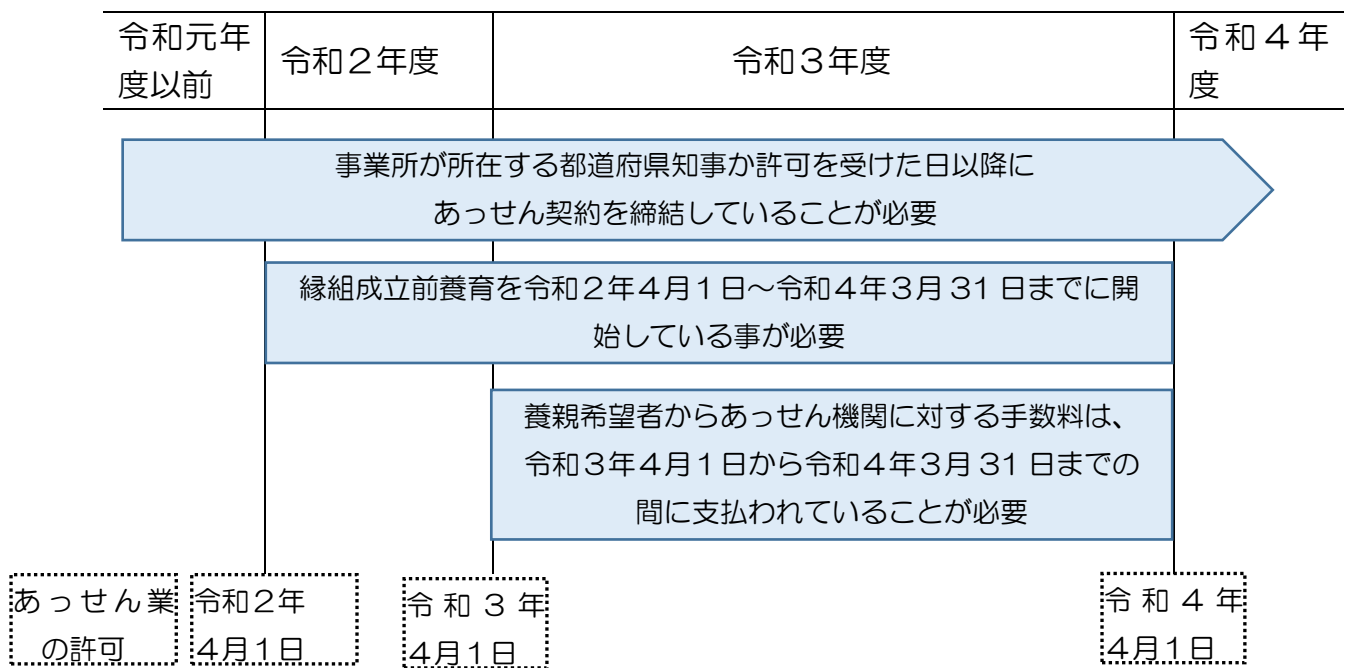 令和元年
度以前
令和２年度
令和３年度
令和４年
度
事業所が所在する都道府県知事か許可を受けた日以降に
あっせん契約を締結していることが必要
縁組成立前養育を令和２年４月１日～令和４年３月 31 日までに開
始している事が必要
養親希望者からあっせん機関に対する手数料は、
令和３年４月１日から令和４年３月 31 日までの
間に支払われていることが必要
あっせん業
の許可
令和２年
４月１日
令和３年
４月１日
令和４年
４月１日